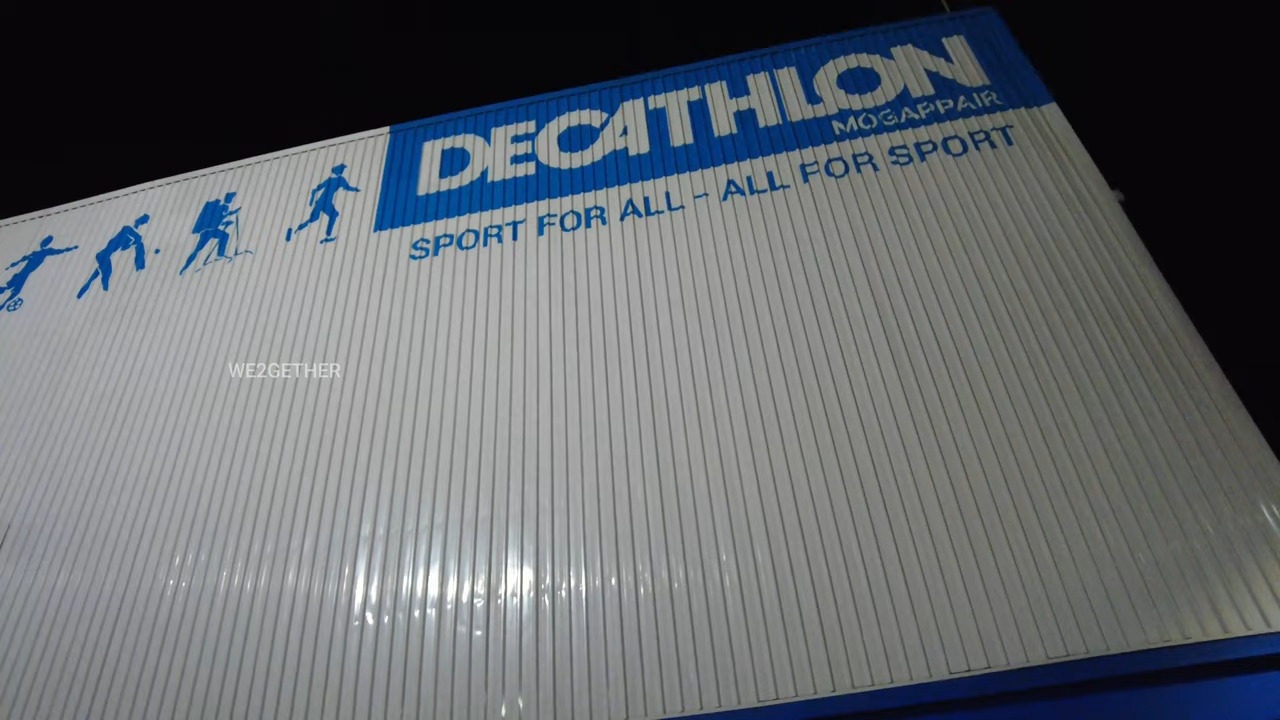 DECATHLON
MOGAPPAIR
SPORT FOR ALL - ALL FOR SPORT
WE2GETHER